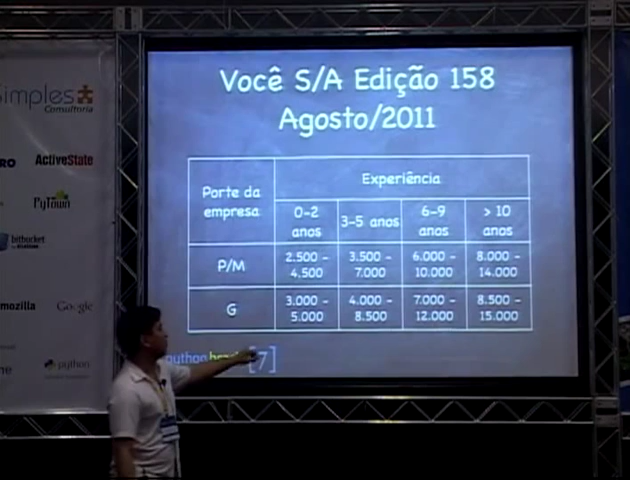 Você S/A Edição 158
Agosto/2011
Porte da empresa
Experiência
0-2 anos
3-5 anos
6-9 anos
> 10 anos
P/M
2.500 - 4.500
3.500 - 7.000
6.000 - 10.000
8.000 - 14.000
G
3.000 - 5.000
4.000 - 8.500
7.000 - 12.000
8.500 - 15.000
[7]
Simples
Consultoria
ActiveState
PyTown
bitbucket
mozilla
Google
python